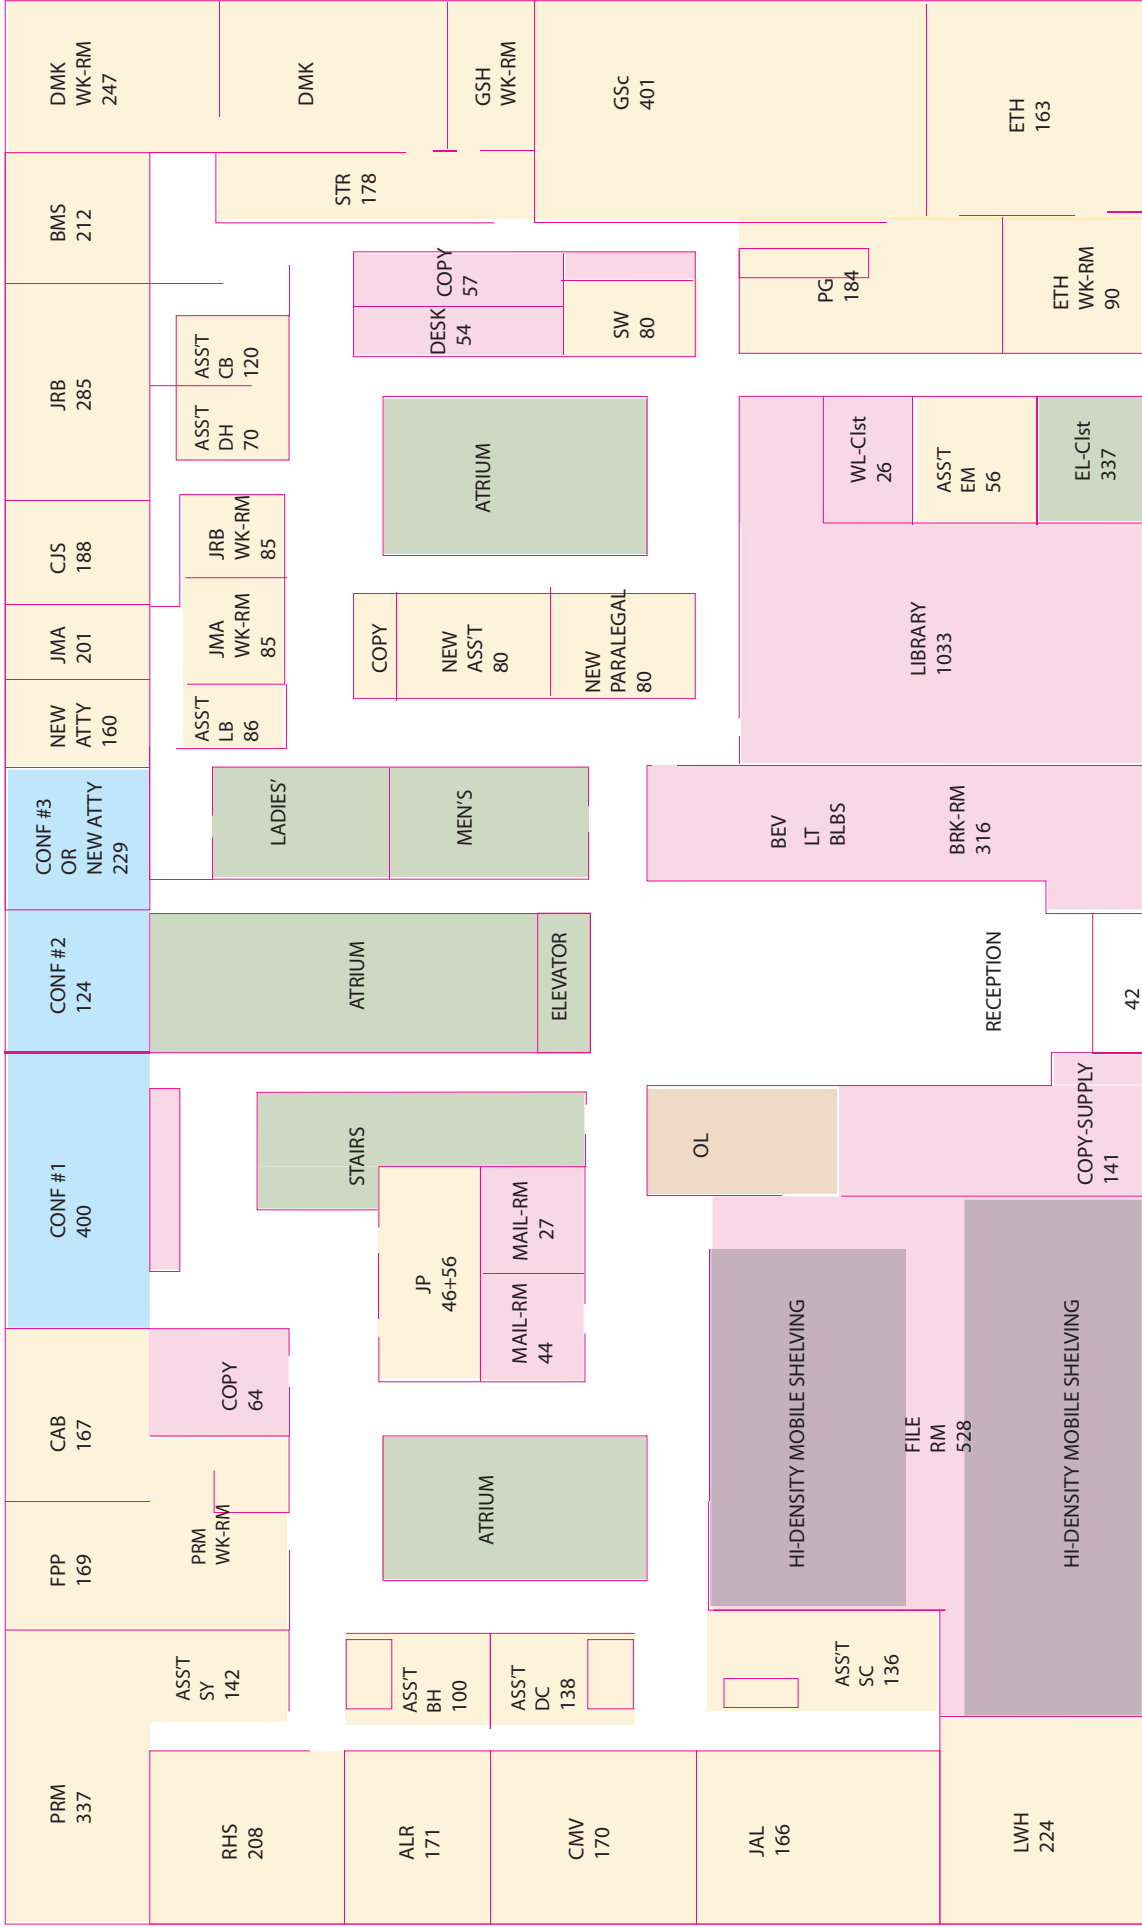 PRM
337
FPP
169
CAB
167
CONF #1
400
CONF #2
124
CONF #3
OR
NEW ATTY
229
NEW
ATTY
160
JMA
201
CJS
188
JRB
285
BMS
212
DMK
WK-RM
247
ASS'T
SY
142
PRM
WK-RM
COPY
64
ASS'T
LB
86
JMA
WK-RM
85
JRB
WK-RM
85
ASS'T
DH
70
ASS'T
CB
120
RHS
208
STAIRS
ATRIUM
LADIES'
STR
178
DMK
ALR
171
ASS'T
BH
100
JP
46+56
COPY
DESK
54
COPY
57
CMV
170
ASS'T
DC
138
ATRIUM
MAIL-RM
44
MAIL-RM
27
ELEVATOR
MEN'S
NEW
ASS'T
80
ATRIUM
GSH
WK-RM
NEW
PARALEGAL
80
SW
80
GSc
401
JAL
166
ASS'T
SC
136
HI-DENSITY MOBILE SHELVING
OL
BEV
LT
BLBS
BRK-RM
316
LIBRARY
1033
WL-Clst
26
ASS'T
EM
56
EL-Clst
337
PG
184
FILE
RM
528
RECEPTION
LWH
224
HI-DENSITY MOBILE SHELVING
COPY-SUPPLY
141
42
ETH
WK-RM
90
ETH
163